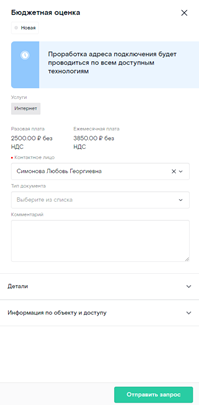 Бюджетная оценка
Новая
Проработка адреса подключения будет
проводиться по всем доступным
технологиям
Услуги
Интернет
Разовая плата
2500.00 ₽ без
НДС
Ежемесячная плата
3850.00 ₽ без
НДС
Контактное лицо
Симонова Любовь Георгиевна
Тип документа
Выберите из списка
Комментарий
Детали
Информация по объекту и доступу
Отправить запрос